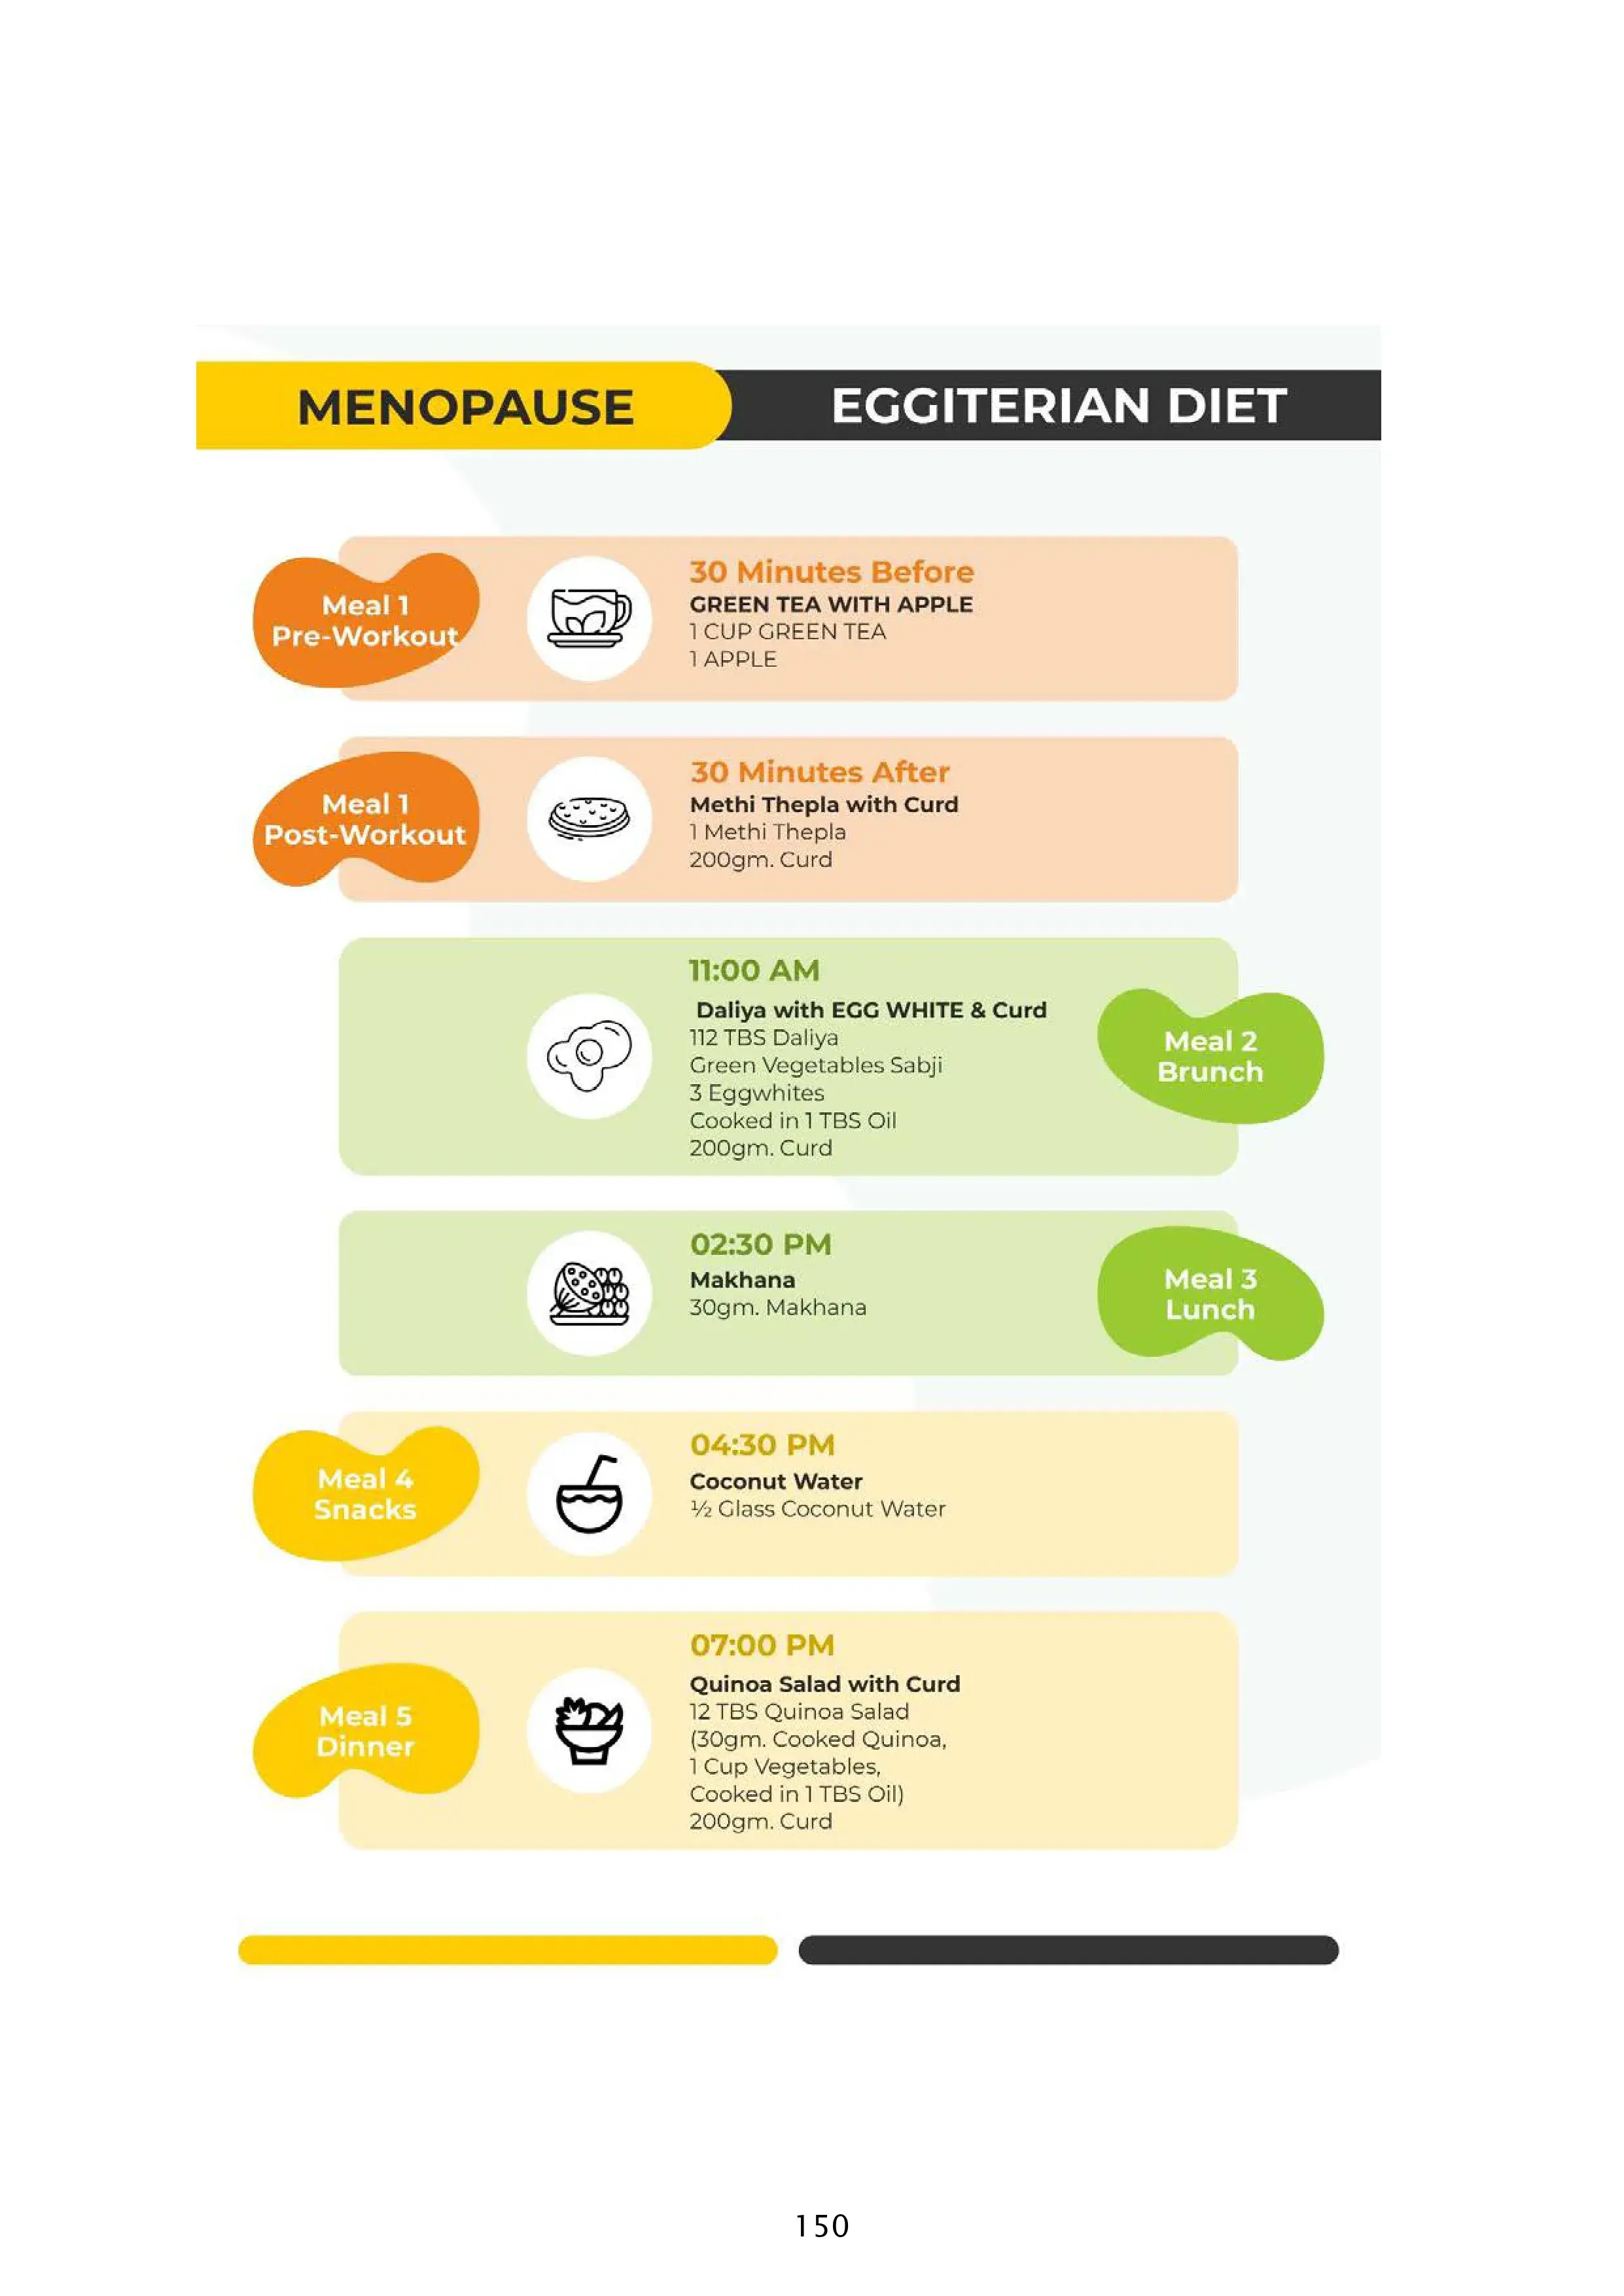 MENOPAUSE
EGGITERIAN DIET
Meal 1
Pre-Workout
30 Minutes Before
GREEN TEA WITH APPLE
1 CUP GREEN TEA
1 APPLE
Meal 1
Post-Workout
30 Minutes After
Methi Thepla with Curd
1 Methi Thepla
200gm. Curd
11:00 AM
Daliya with EGG WHITE & Curd
112 TBS Daliya
Green Vegetables Sabji
3 Eggwhites
Cooked in 1 TBS Oil
200gm. Curd
Meal 2
Brunch
02:30 PM
Makhana
30gm. Makhana
Meal 3
Lunch
Meal 4
Snacks
04:30 PM
Coconut Water
½ Glass Coconut Water
Meal 5
Dinner
07:00 PM
Quinoa Salad with Curd
12 TBS Quinoa Salad
(30gm. Cooked Quinoa,
1 Cup Vegetables,
Cooked in 1 TBS Oil)
200gm. Curd
150